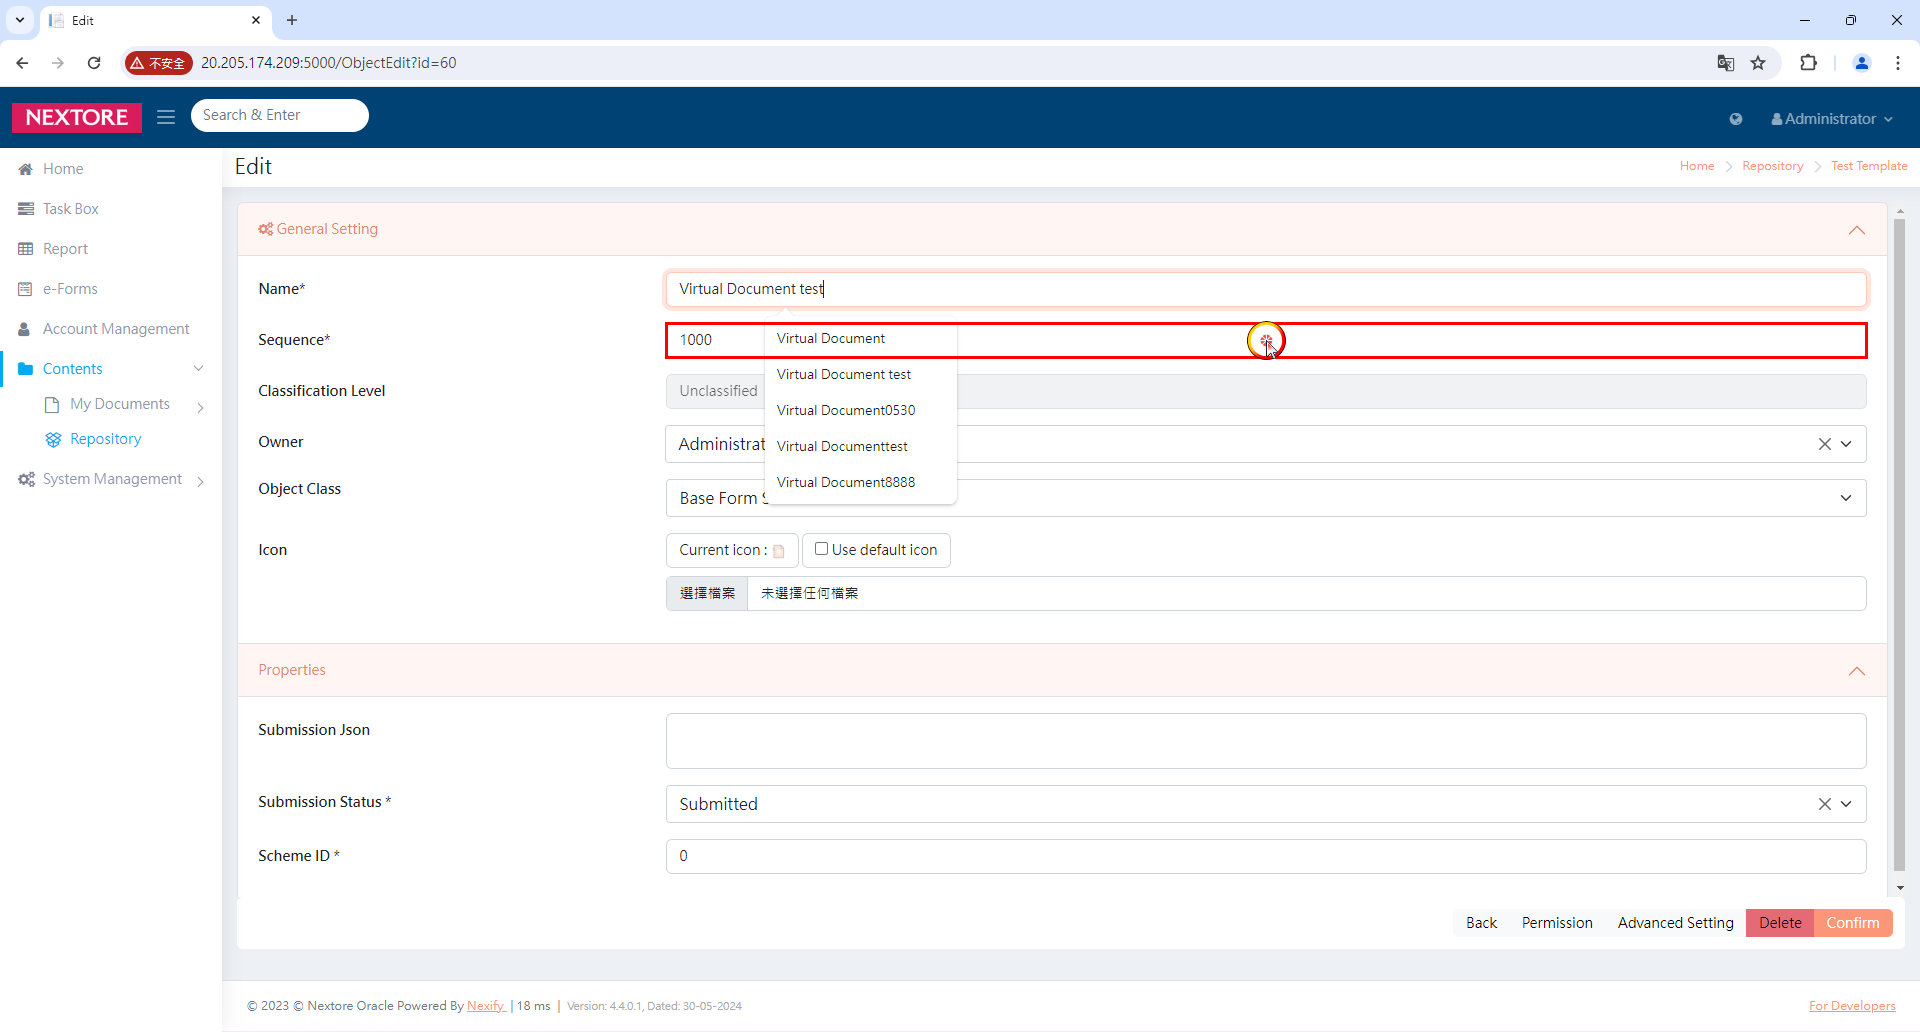 Edit
不安全
20.205.174.209:5000/ObjectEdit?id=60
NEXTORE
Search & Enter
Administrator
Home
Task Box
Report
e-Forms
Account Management
Contents
My Documents
Repository
System Management
Edit
Home
Repository
Test Template
General Setting
Name*
Virtual Document test
Sequence*
1000
Virtual Document
Virtual Document test
Virtual Document0530
Virtual Documenttest
Virtual Document8888
Classification Level
Unclassified
Owner
Administrat
Object Class
Base Form S
Icon
Current icon :
Use default icon
選擇檔案
未選擇任何檔案
Properties
Submission Json
Submission Status *
Submitted
Scheme ID *
0
Back
Permission
Advanced Setting
Delete
Confirm
© 2023 © Nextore Oracle Powered By Nexify | 18 ms | Version: 4.4.0.1, Dated: 30-05-2024
For Developers